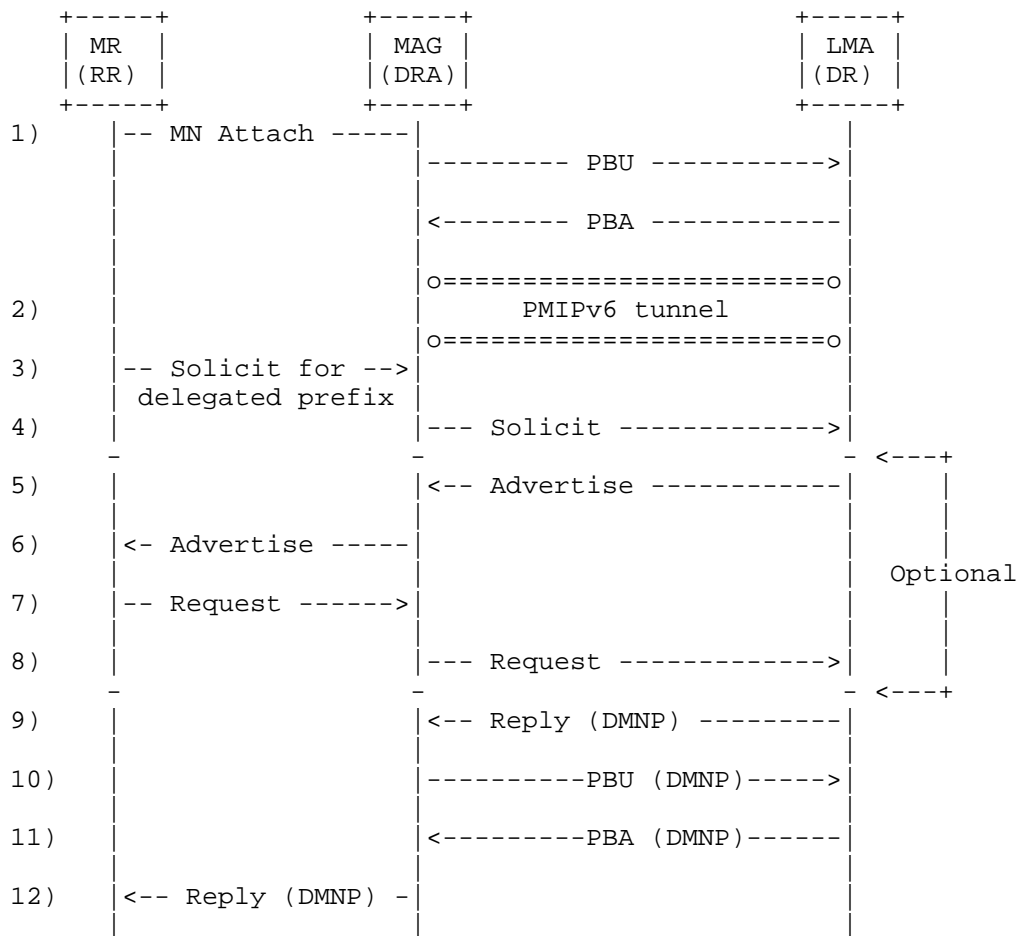 MR MAG LMA
(RR) (DRA) (DR)
1) MN Attach
PBU
PBA
2) PMIPv6 tunnel
3) Solicit for
delegated prefix
4) Solicit
5) Advertise
6) Advertise
Optional
7) Request
8) Request
9) Reply (DMNP)
10) PBU (DMNP)
11) PBA (DMNP)
12) Reply (DMNP)